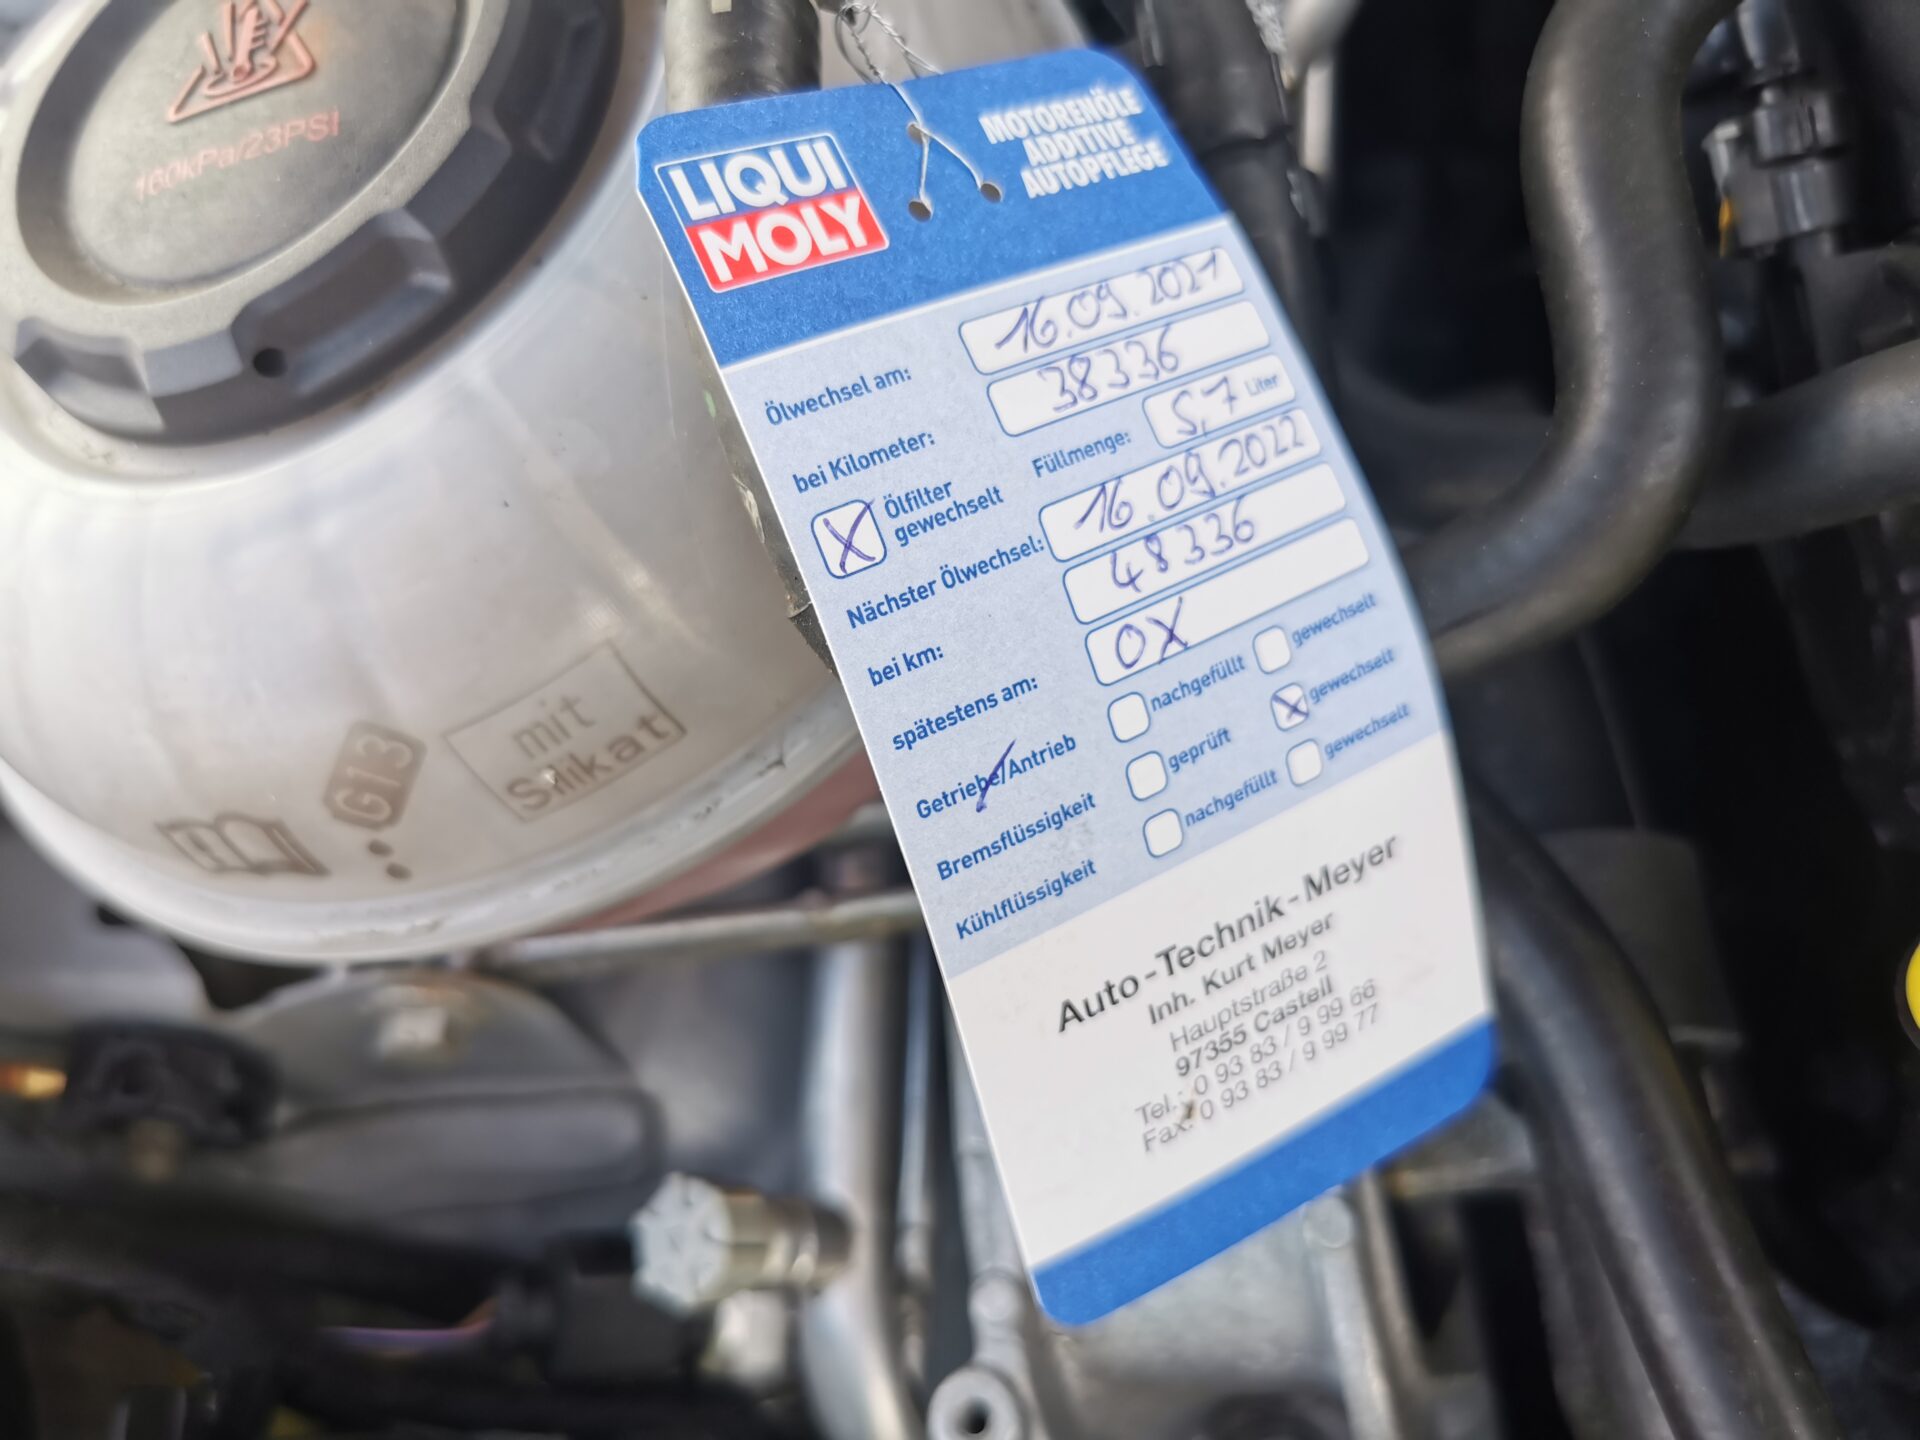 160kPa/23PSI
LIQUI
MOLY
MOTORENÖLE
ADDITIVE
AUTOPFLEGE
Ölwechsel am: 16.09.2021
bei Kilometer: 38336
Ölfilter
gewechselt
Füllmenge: 5,7 Liter
Nächster Ölwechsel: 16.09.2022
bei km: 48336
spätestens am: OX
Getriebe/Antrieb nachgefüllt gewechselt
Bremsflüssigkeit geprüft gewechselt
Kühlflüssigkeit nachgefüllt gewechselt
Auto-Technik-Meyer
Inh. Kurt Meyer
Hauptstraße 2
97355 Castell
Tel.: 0 93 83 / 9 99 66
Fax: 0 93 83 / 9 99 77
G13
mit
Silikat